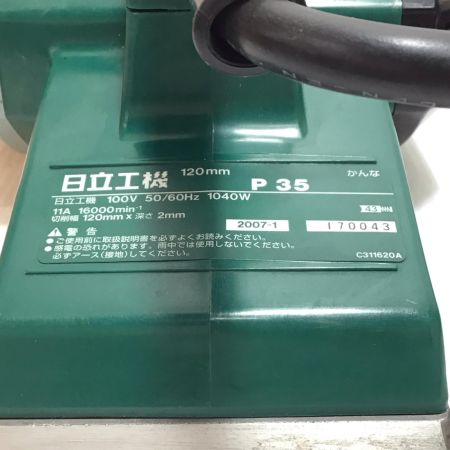 日立工機 120mm P 35 かんな
日立工機 100V 50/60Hz 1040W
11A 16000min⁻¹
切削幅 120mm×深さ 2mm
2007-1 170043
⚠ 警告
●ご使用前に取扱説明書を必ずよくお読みください。
●感電の恐れがあります。雨中では使用しないでください。
必ずアース(接地)してください。
C311620A